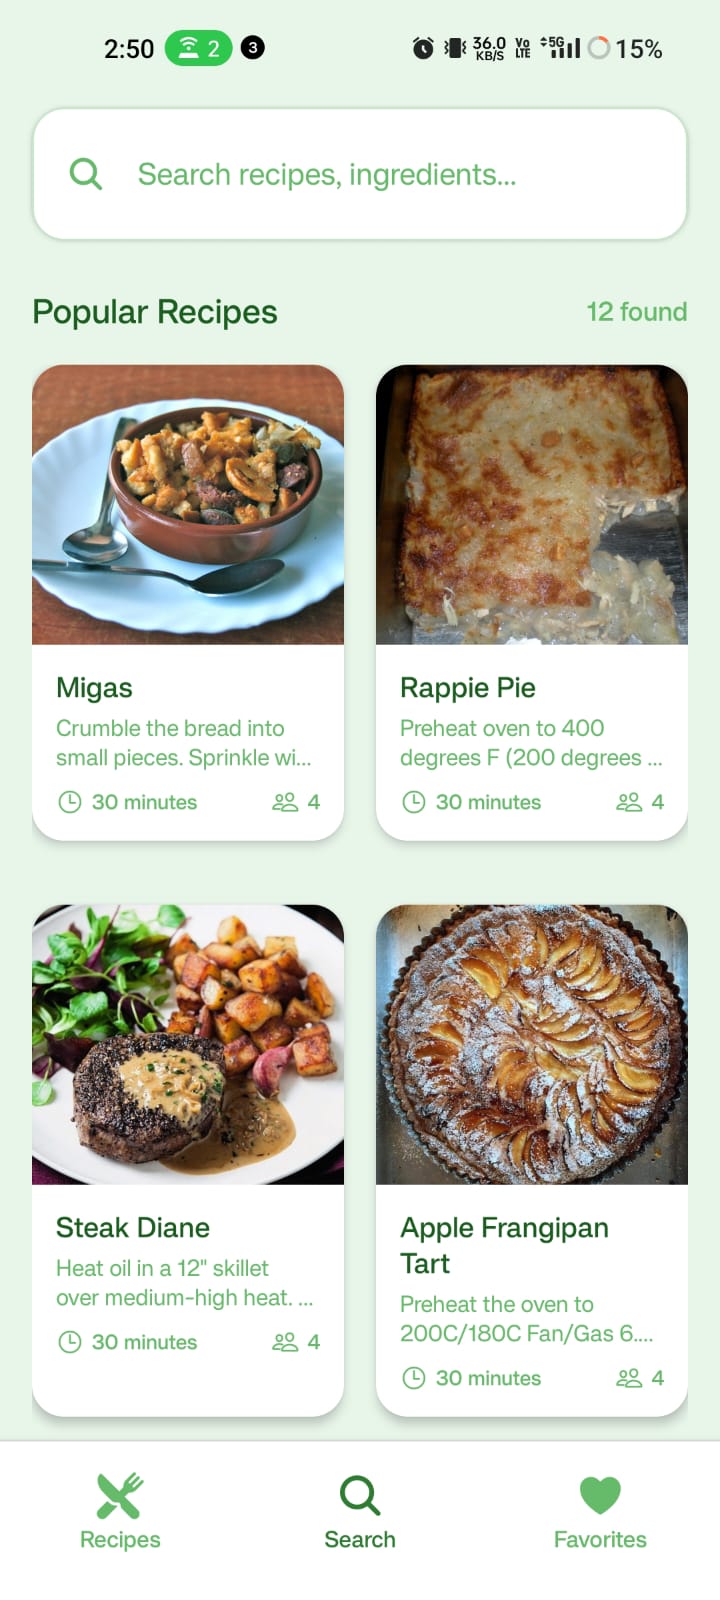 2:50 2 3 36.0 KB/S Vo LTE 5G 15%
Search recipes, ingredients...
Popular Recipes 12 found
Migas
Crumble the bread into
small pieces. Sprinkle wi...
30 minutes 4
Rappie Pie
Preheat oven to 400
degrees F (200 degrees ...
30 minutes 4
Steak Diane
Heat oil in a 12" skillet
over medium-high heat. ...
30 minutes 4
Apple Frangipan
Tart
Preheat the oven to
200C/180C Fan/Gas 6....
30 minutes 4
Recipes Search Favorites